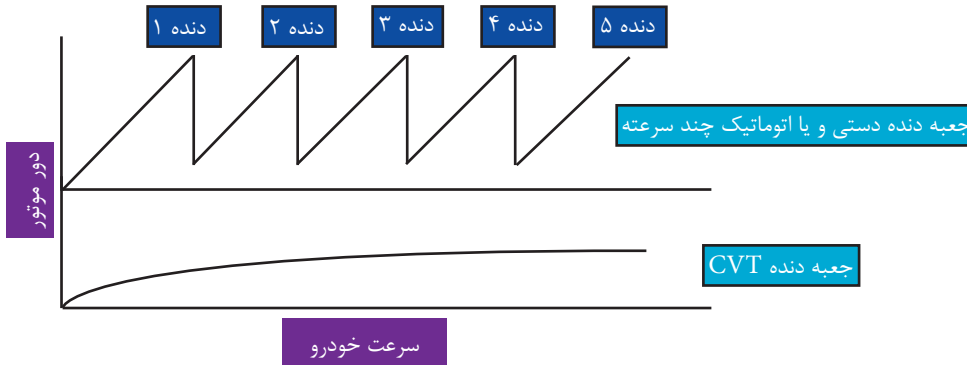 دنده ۱
دنده ۲
دنده ۳
دنده ۴
دنده ۵
جعبه دنده دستی و یا اتوماتیک چند سرعته
دور موتور
جعبه دنده CVT
سرعت خودرو